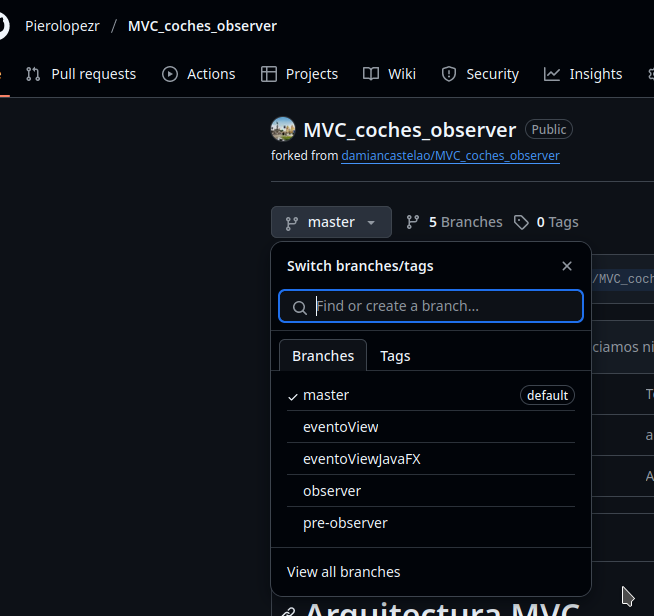 Pierolopezr / MVC_coches_observer
Pull requests Actions Projects Wiki Security Insights
MVC_coches_observer Public
forked from damiancastelao/MVC_coches_observer
master 5 Branches 0 Tags
Switch branches/tags
/MVC_coch
Find or create a branch...
ciamos ni
Branches Tags
master default
eventoView
eventoViewJavaFX
observer
pre-observer
View all branches
Arquitectura MVC